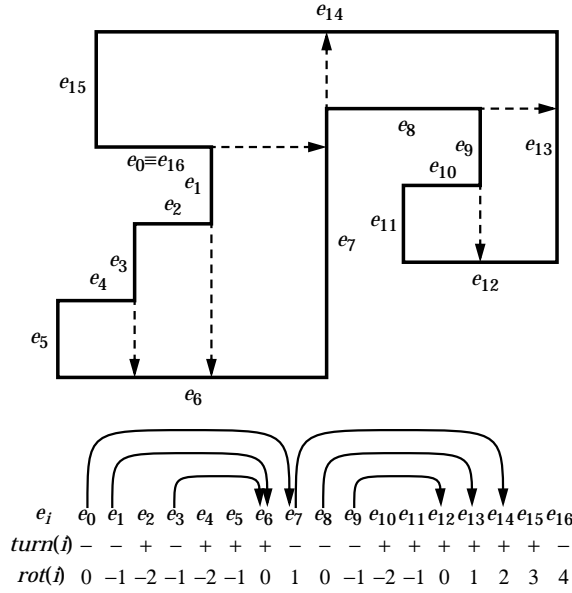 e₁₄
e₁₅
e₈
e₉
e₁₃
e₀≡e₁₆
e₁
e₁₀
e₂
e₁₁
e₇
e₃
e₄
e₁₂
e₅
e₆
eᵢ e₀ e₁ e₂ e₃ e₄ e₅ e₆ e₇ e₈ e₉ e₁₀ e₁₁ e₁₂ e₁₃ e₁₄ e₁₅ e₁₆
turn(i) − − + − + + + − − − + + + + + + −
rot(i) 0 −1 −2 −1 −2 −1 0 1 0 −1 −2 −1 0 1 2 3 4